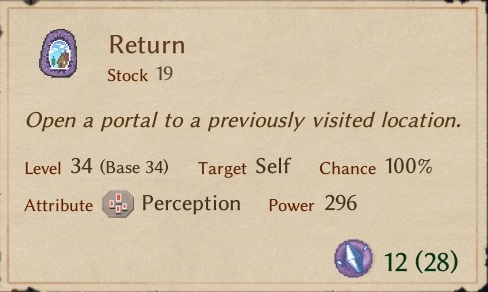 Return
Stock 19
Open a portal to a previously visited location.
Level 34 (Base 34) Target Self Chance 100%
Attribute Perception Power 296
12 (28)